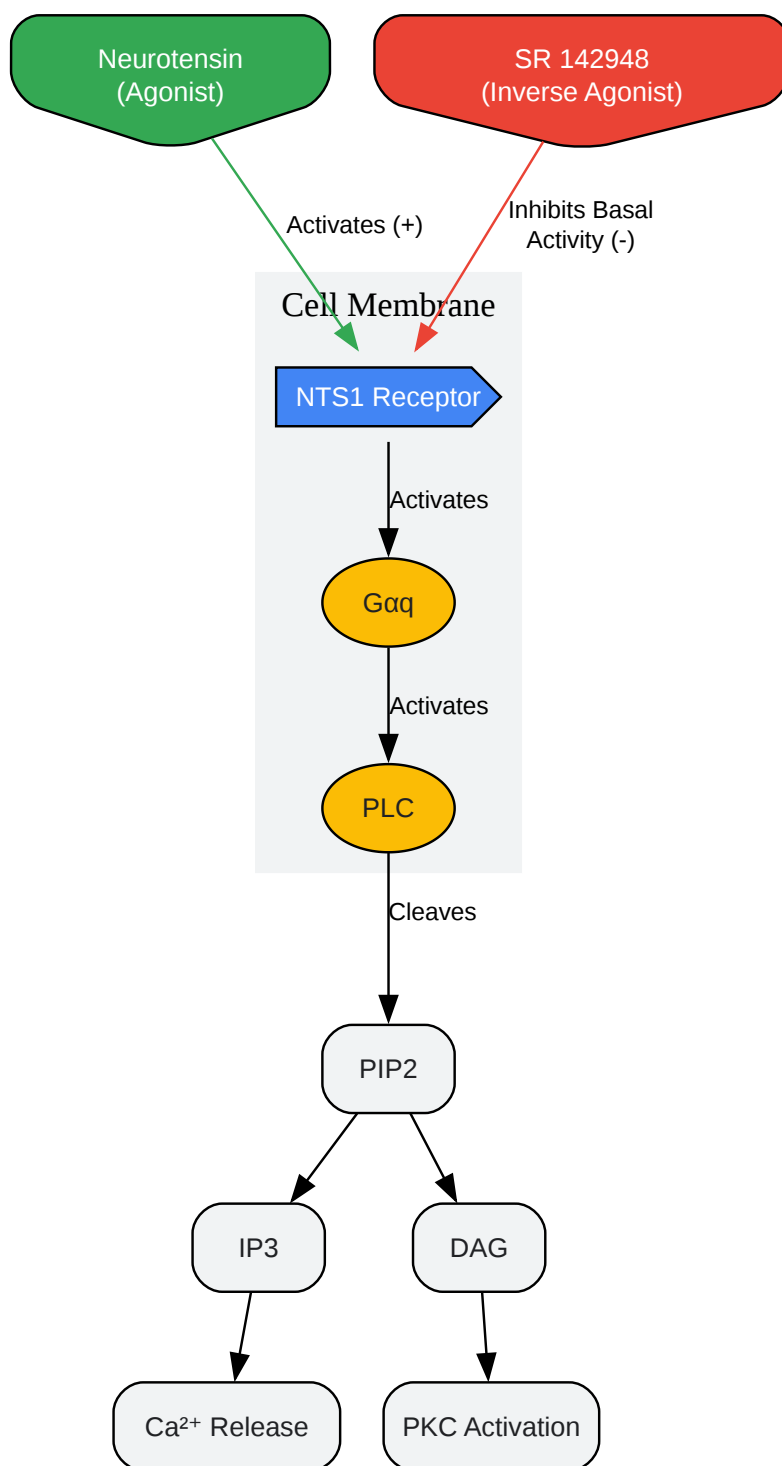 Neurotensin
(Agonist)
SR 142948
(Inverse Agonist)
Activates (+)
Inhibits Basal
Activity (-)
Cell Membrane
NTS1 Receptor
Activates
Gαq
Activates
PLC
Cleaves
PIP2
IP3
DAG
Ca²⁺ Release
PKC Activation